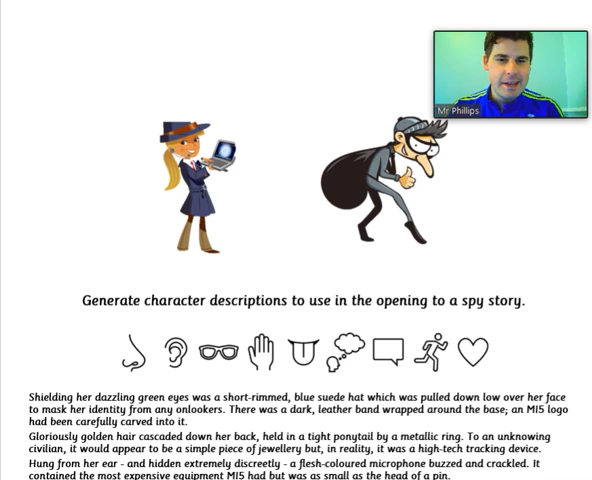 Mr Phillips
Generate character descriptions to use in the opening to a spy story.
Shielding her dazzling green eyes was a short-rimmed, blue suede hat which was pulled down low over her face
to mask her identity from any onlookers. There was a dark, leather band wrapped around the base; an MI5 logo
had been carefully carved into it.
Gloriously golden hair cascaded down her back, held in a tight ponytail by a metallic ring. To an unknowing
civilian, it would appear to be a simple piece of jewellery but, in reality, it was a high-tech tracking device.
Hung from her ear - and hidden extremely discreetly - a flesh-coloured microphone buzzed and crackled. It
contained the most expensive equipment MI5 had but was as small as the head of a pin.